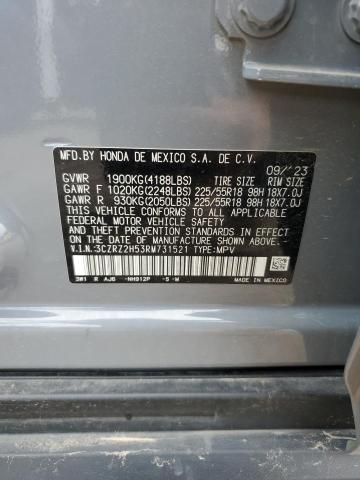 MFD.BY HONDA DE MEXICO S.A. DE C.V. 09/'23
GVWR 1900KG(4188LBS) TIRE SIZE RIM SIZE
GAWR F 1020KG(2248LBS) 225/55R18 98H 18X7.0J
GAWR R 930KG(2050LBS) 225/55R18 98H 18X7.0J
THIS VEHICLE CONFORMS TO ALL APPLICABLE
FEDERAL MOTOR VEHICLE SAFETY
AND THEFT PREVENTION STANDARDS IN EFFECT
ON THE DATE OF MANUFACTURE SHOWN ABOVE.
V.I.N.:3CZRZ2H53RM731521 TYPE:MPV
3W1 R AJ6 -NH912P -S -M MADE IN MEXICO